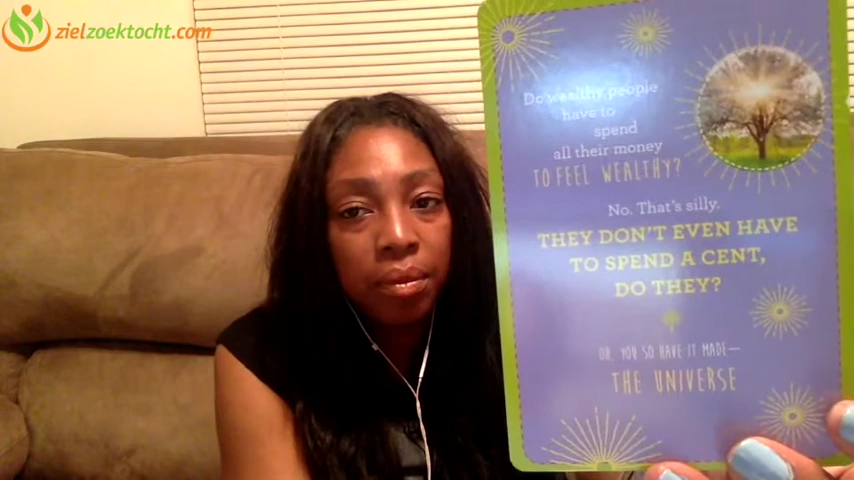 zielzoektocht.com
Do wealthy people
have to
spend
all their money
TO FEEL WEALTHY?
No. That's silly.
THEY DON'T EVEN HAVE
TO SPEND A CENT,
DO THEY?
OH, YOU SO HAVE IT MADE—
THE UNIVERSE